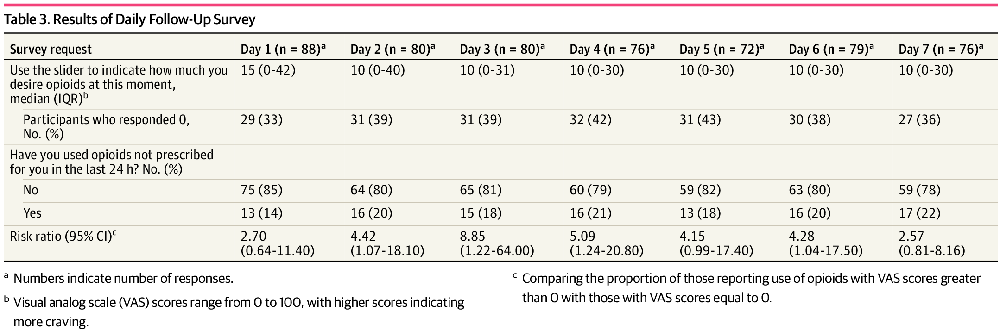 Table 3. Results of Daily Follow-Up Survey
Survey request Day 1 (n = 88)a Day 2 (n = 80)a Day 3 (n = 80)a Day 4 (n = 76)a Day 5 (n = 72)a Day 6 (n = 79)a Day 7 (n = 76)a
Use the slider to indicate how much you 15 (0-42) 10 (0-40) 10 (0-31) 10 (0-30) 10 (0-30) 10 (0-30) 10 (0-30)
desire opioids at this moment,
median (IQR)b
Participants who responded 0, 29 (33) 31 (39) 31 (39) 32 (42) 31 (43) 30 (38) 27 (36)
No. (%)
Have you used opioids not prescribed
for you in the last 24 h? No. (%)
No 75 (85) 64 (80) 65 (81) 60 (79) 59 (82) 63 (80) 59 (78)
Yes 13 (14) 16 (20) 15 (18) 16 (21) 13 (18) 16 (20) 17 (22)
Risk ratio (95% CI)c 2.70 4.42 8.85 5.09 4.15 4.28 2.57
(0.64-11.40) (1.07-18.10) (1.22-64.00) (1.24-20.80) (0.99-17.40) (1.04-17.50) (0.81-8.16)
a Numbers indicate number of responses.
b Visual analog scale (VAS) scores range from 0 to 100, with higher scores indicating
more craving.
c Comparing the proportion of those reporting use of opioids with VAS scores greater
than 0 with those with VAS scores equal to 0.